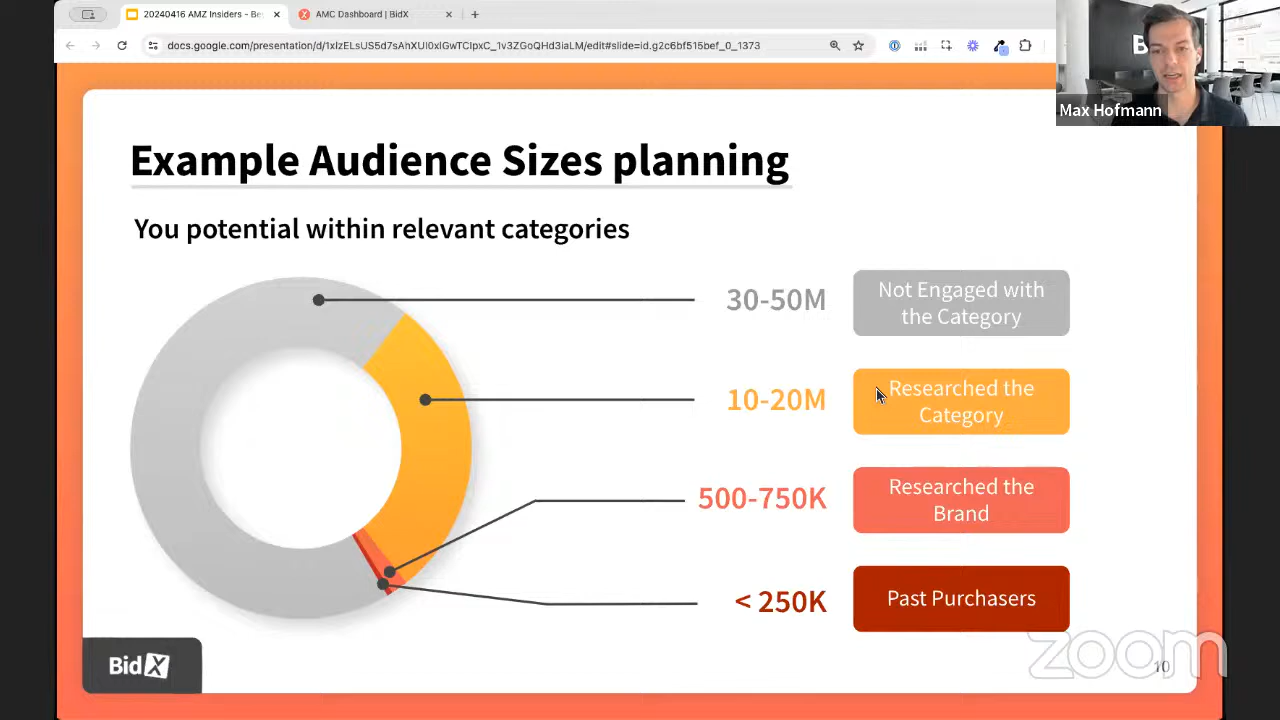 20240416 AMZ Insiders - Be
AMC Dashboard | BidX
docs.google.com/presentation/d/1xIzELsUS5d7sAhXUI0xiGwTCIpxC_1v3ZGoQHd3iaLM/edit#slide=id.g2c6bf515bef_0_1373
Max Hofmann
Example Audience Sizes planning
You potential within relevant categories
30-50M
Not Engaged with
the Category
10-20M
Researched the
Category
500-750K
Researched the
Brand
< 250K
Past Purchasers
BidX
zoom
10